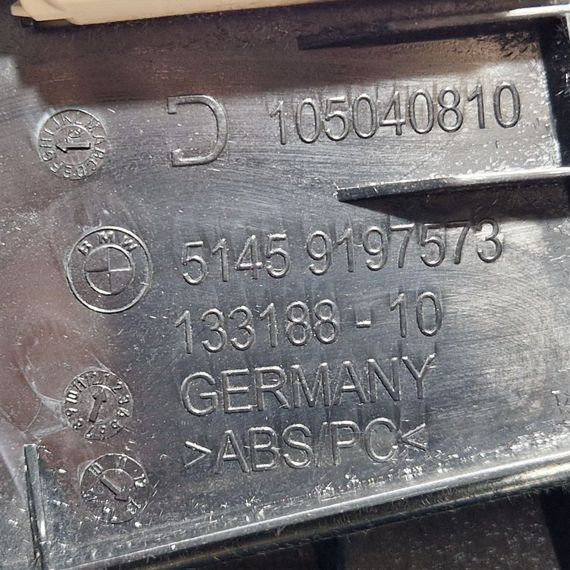 105040810
BMW
5145 9197573
133188 - 10
GERMANY
>ABS/PC<